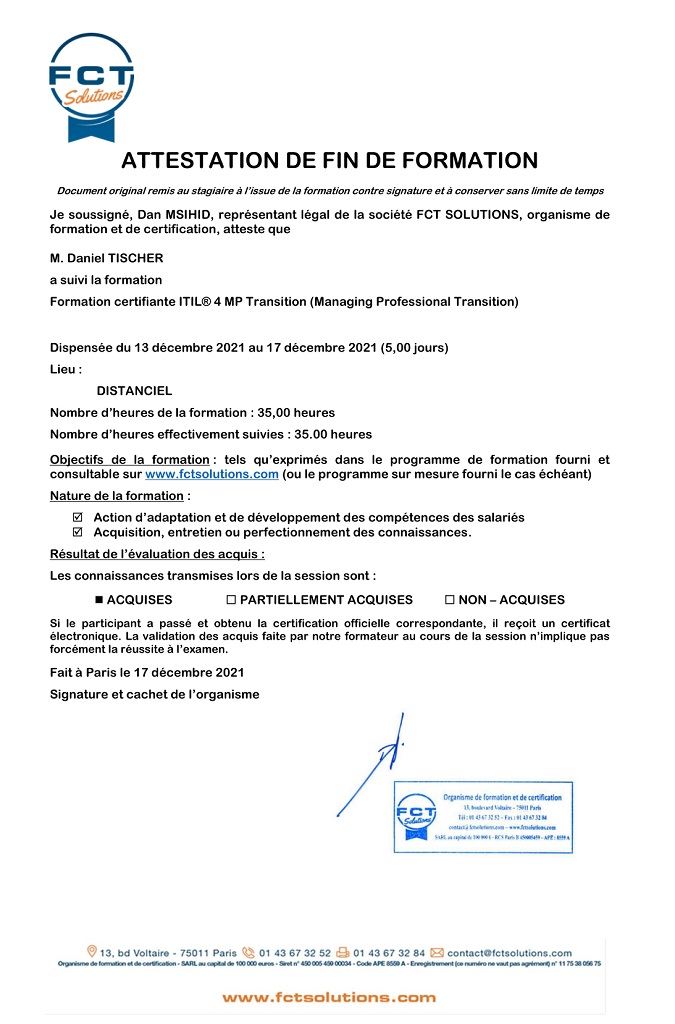 FCT
Solutions
ATTESTATION DE FIN DE FORMATION
Document original remis au stagiaire à l'issue de la formation contre signature et à conserver sans limite de temps
Je soussigné, Dan MSIHID, représentant légal de la société FCT SOLUTIONS, organisme de
formation et de certification, atteste que
M. Daniel TISCHER
a suivi la formation
Formation certifiante ITIL® 4 MP Transition (Managing Professional Transition)
Dispensée du 13 décembre 2021 au 17 décembre 2021 (5,00 jours)
Lieu :
DISTANCIEL
Nombre d'heures de la formation : 35,00 heures
Nombre d'heures effectivement suivies : 35.00 heures
Objectifs de la formation : tels qu'exprimés dans le programme de formation fourni et
consultable sur www.fctsolutions.com (ou le programme sur mesure fourni le cas échéant)
Nature de la formation :
☑ Action d'adaptation et de développement des compétences des salariés
☑ Acquisition, entretien ou perfectionnement des connaissances.
Résultat de l'évaluation des acquis :
Les connaissances transmises lors de la session sont :
■ ACQUISES ☐ PARTIELLEMENT ACQUISES ☐ NON – ACQUISES
Si le participant a passé et obtenu la certification officielle correspondante, il reçoit un certificat
électronique. La validation des acquis faite par notre formateur au cours de la session n'implique pas
forcément la réussite à l'examen.
Fait à Paris le 17 décembre 2021
Signature et cachet de l'organisme
FCT
Solutions
Organisme de formation et de certification
13, boulevard Voltaire - 75011 Paris
Tél : 01 43 67 32 52 - Fax : 01 43 67 32 84
contact@fctsolutions.com - www.fctsolutions.com
SARL au capital de 100 000 € - RCS Paris B 450005459 - APE : 8559 A
13, bd Voltaire - 75011 Paris 01 43 67 32 52 01 43 67 32 84 contact@fctsolutions.com
Organisme de formation et de certification - SARL au capital de 100 000 euros - Siret n° 450 005 459 00034 - Code APE 8559 A - Enregistrement (ce numéro ne vaut pas agrément) n° 11 75 38 056 75
www.fctsolutions.com